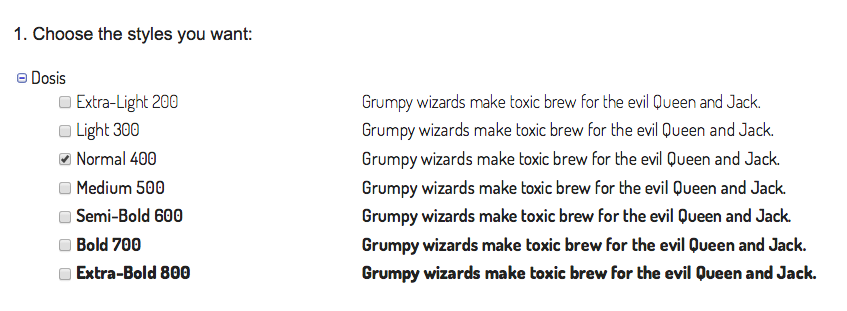 1. Choose the styles you want:
Dosis
Extra-Light 200 Grumpy wizards make toxic brew for the evil Queen and Jack.
Light 300 Grumpy wizards make toxic brew for the evil Queen and Jack.
Normal 400 Grumpy wizards make toxic brew for the evil Queen and Jack.
Medium 500 Grumpy wizards make toxic brew for the evil Queen and Jack.
Semi-Bold 600 Grumpy wizards make toxic brew for the evil Queen and Jack.
Bold 700 Grumpy wizards make toxic brew for the evil Queen and Jack.
Extra-Bold 800 Grumpy wizards make toxic brew for the evil Queen and Jack.